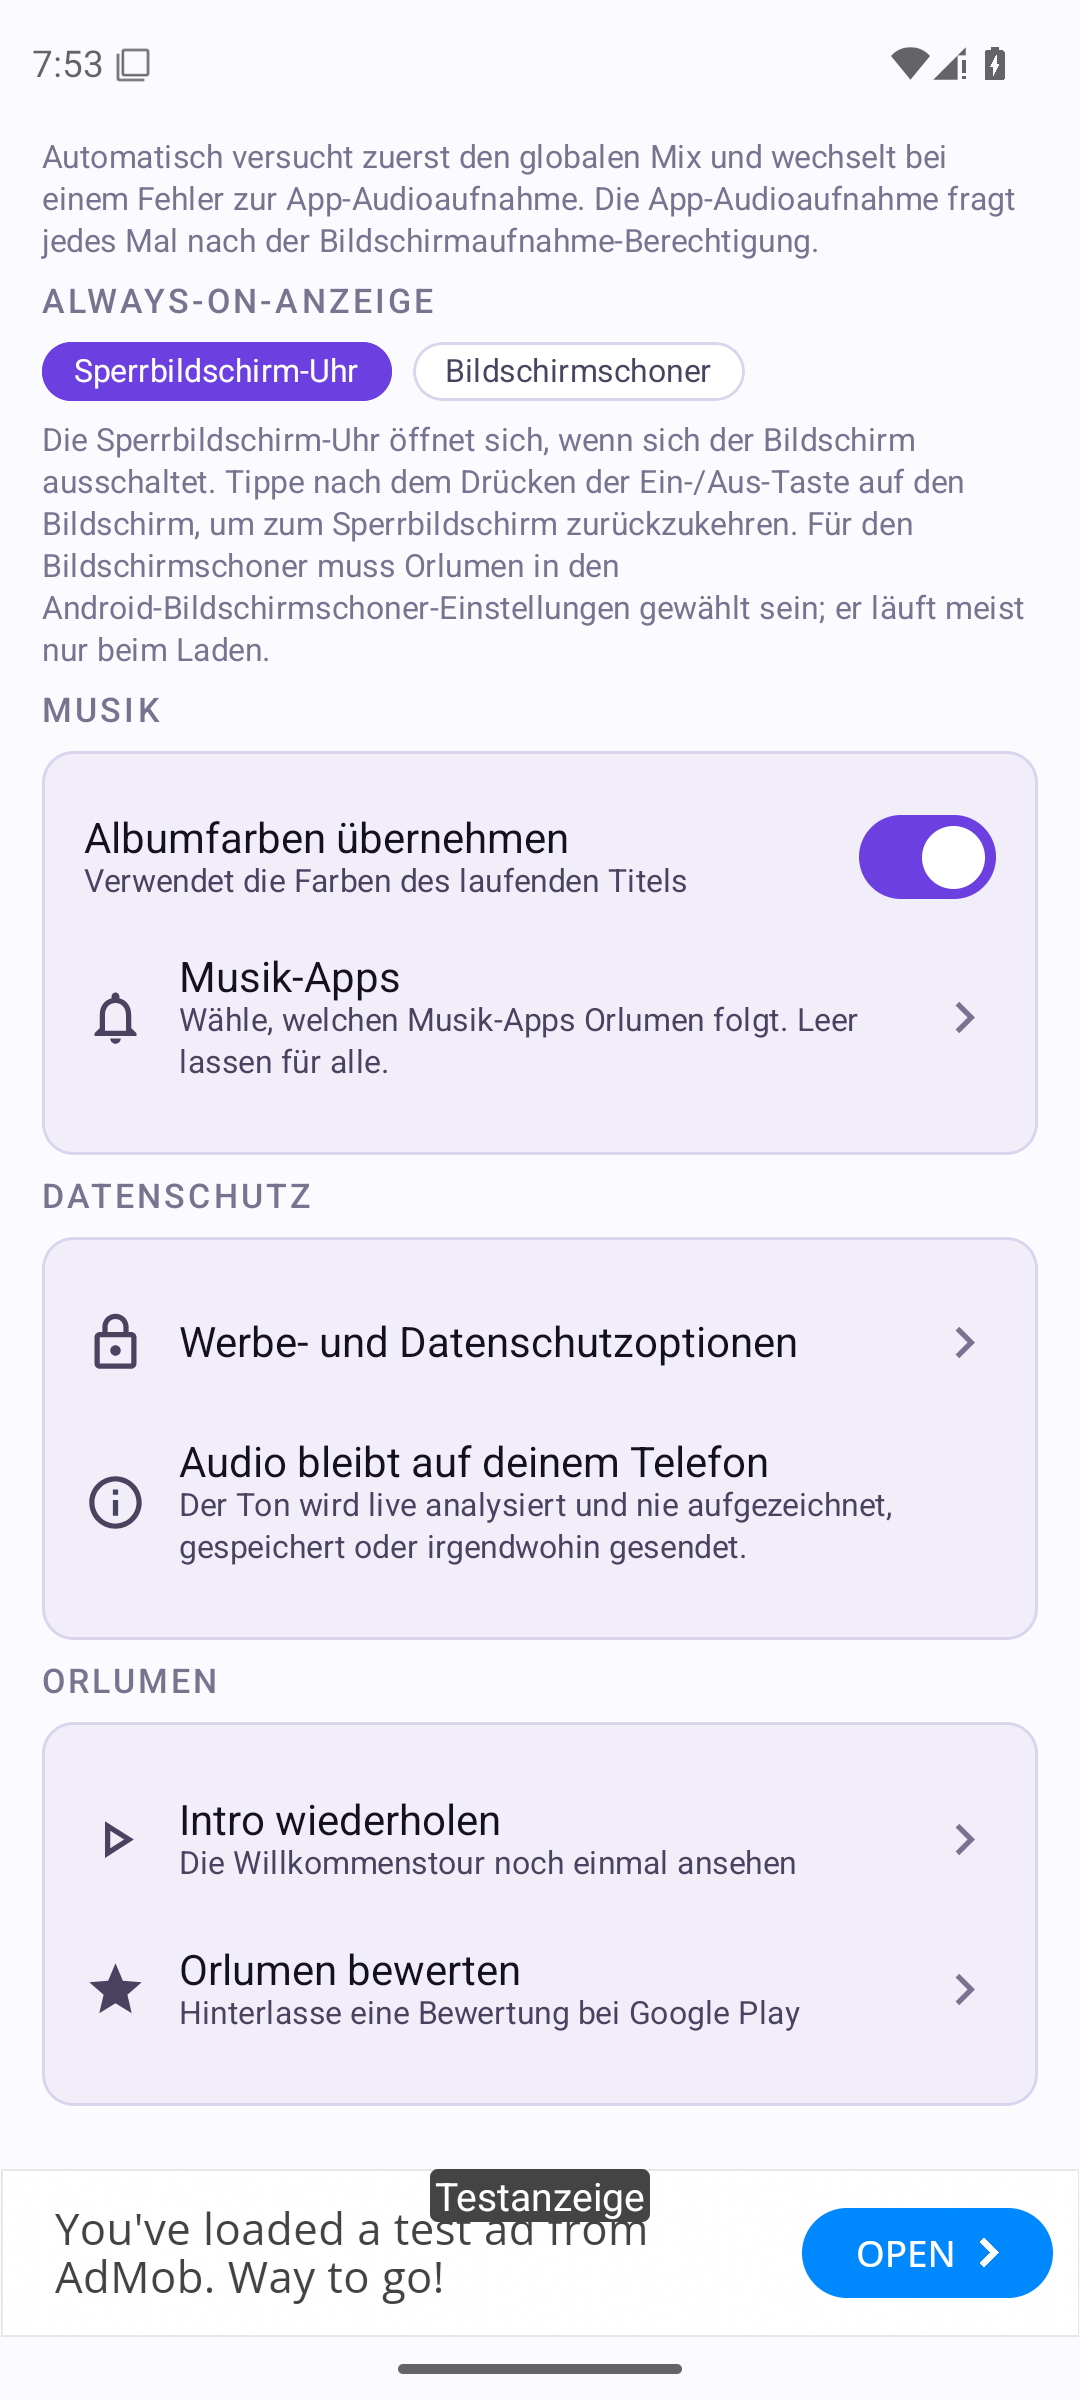 7:53
Automatisch versucht zuerst den globalen Mix und wechselt bei
einem Fehler zur App-Audioaufnahme. Die App-Audioaufnahme fragt
jedes Mal nach der Bildschirmaufnahme-Berechtigung.
ALWAYS-ON-ANZEIGE
Sperrbildschirm-Uhr
Bildschirmschoner
Die Sperrbildschirm-Uhr öffnet sich, wenn sich der Bildschirm
ausschaltet. Tippe nach dem Drücken der Ein-/Aus-Taste auf den
Bildschirm, um zum Sperrbildschirm zurückzukehren. Für den
Bildschirmschoner muss Orlumen in den
Android-Bildschirmschoner-Einstellungen gewählt sein; er läuft meist
nur beim Laden.
MUSIK
Albumfarben übernehmen
Verwendet die Farben des laufenden Titels
Musik-Apps
Wähle, welchen Musik-Apps Orlumen folgt. Leer
lassen für alle.
DATENSCHUTZ
Werbe- und Datenschutzoptionen
Audio bleibt auf deinem Telefon
Der Ton wird live analysiert und nie aufgezeichnet,
gespeichert oder irgendwohin gesendet.
ORLUMEN
Intro wiederholen
Die Willkommenstour noch einmal ansehen
Orlumen bewerten
Hinterlasse eine Bewertung bei Google Play
Testanzeige
You've loaded a test ad from
AdMob. Way to go!
OPEN